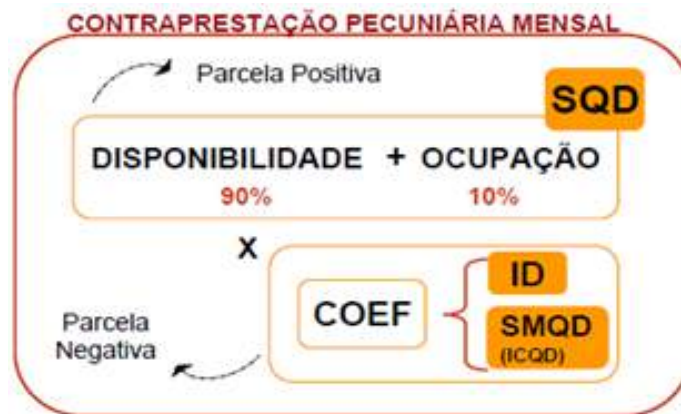 CONTRAPRESTAÇÃO PECUNIÁRIA MENSAL
Parcela Positiva
SQD
DISPONIBILIDADE + OCUPAÇÃO
90% 10%
X
ID
COEF
SMQD
(ICQD)
Parcela
Negativa